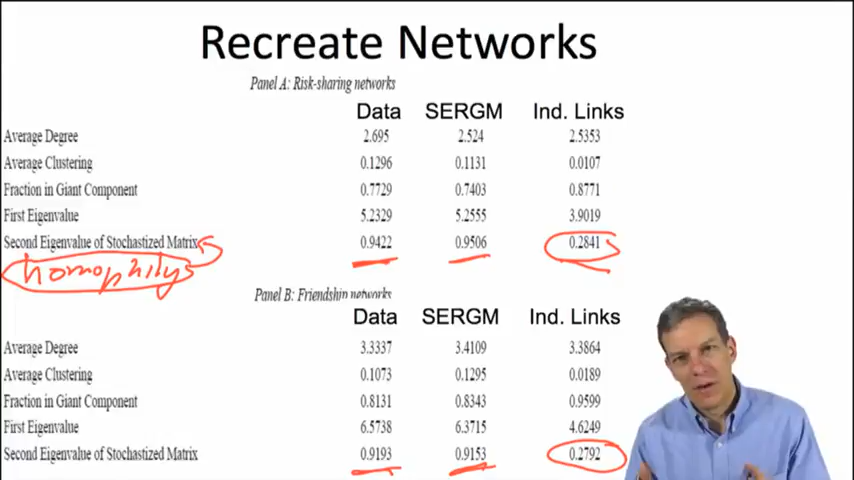 Recreate Networks
Panel A: Risk-sharing networks
Data SERGM Ind. Links
Average Degree 2.695 2.524 2.5353
Average Clustering 0.1296 0.1131 0.0107
Fraction in Giant Component 0.7729 0.7403 0.8771
First Eigenvalue 5.2329 5.2555 3.9019
Second Eigenvalue of Stochastized Matrix 0.9422 0.9506 0.2841
homophily
Panel B: Friendship networks
Data SERGM Ind. Links
Average Degree 3.3337 3.4109 3.3864
Average Clustering 0.1073 0.1295 0.0189
Fraction in Giant Component 0.8131 0.8343 0.9599
First Eigenvalue 6.5738 6.3715 4.6249
Second Eigenvalue of Stochastized Matrix 0.9193 0.9153 0.2792